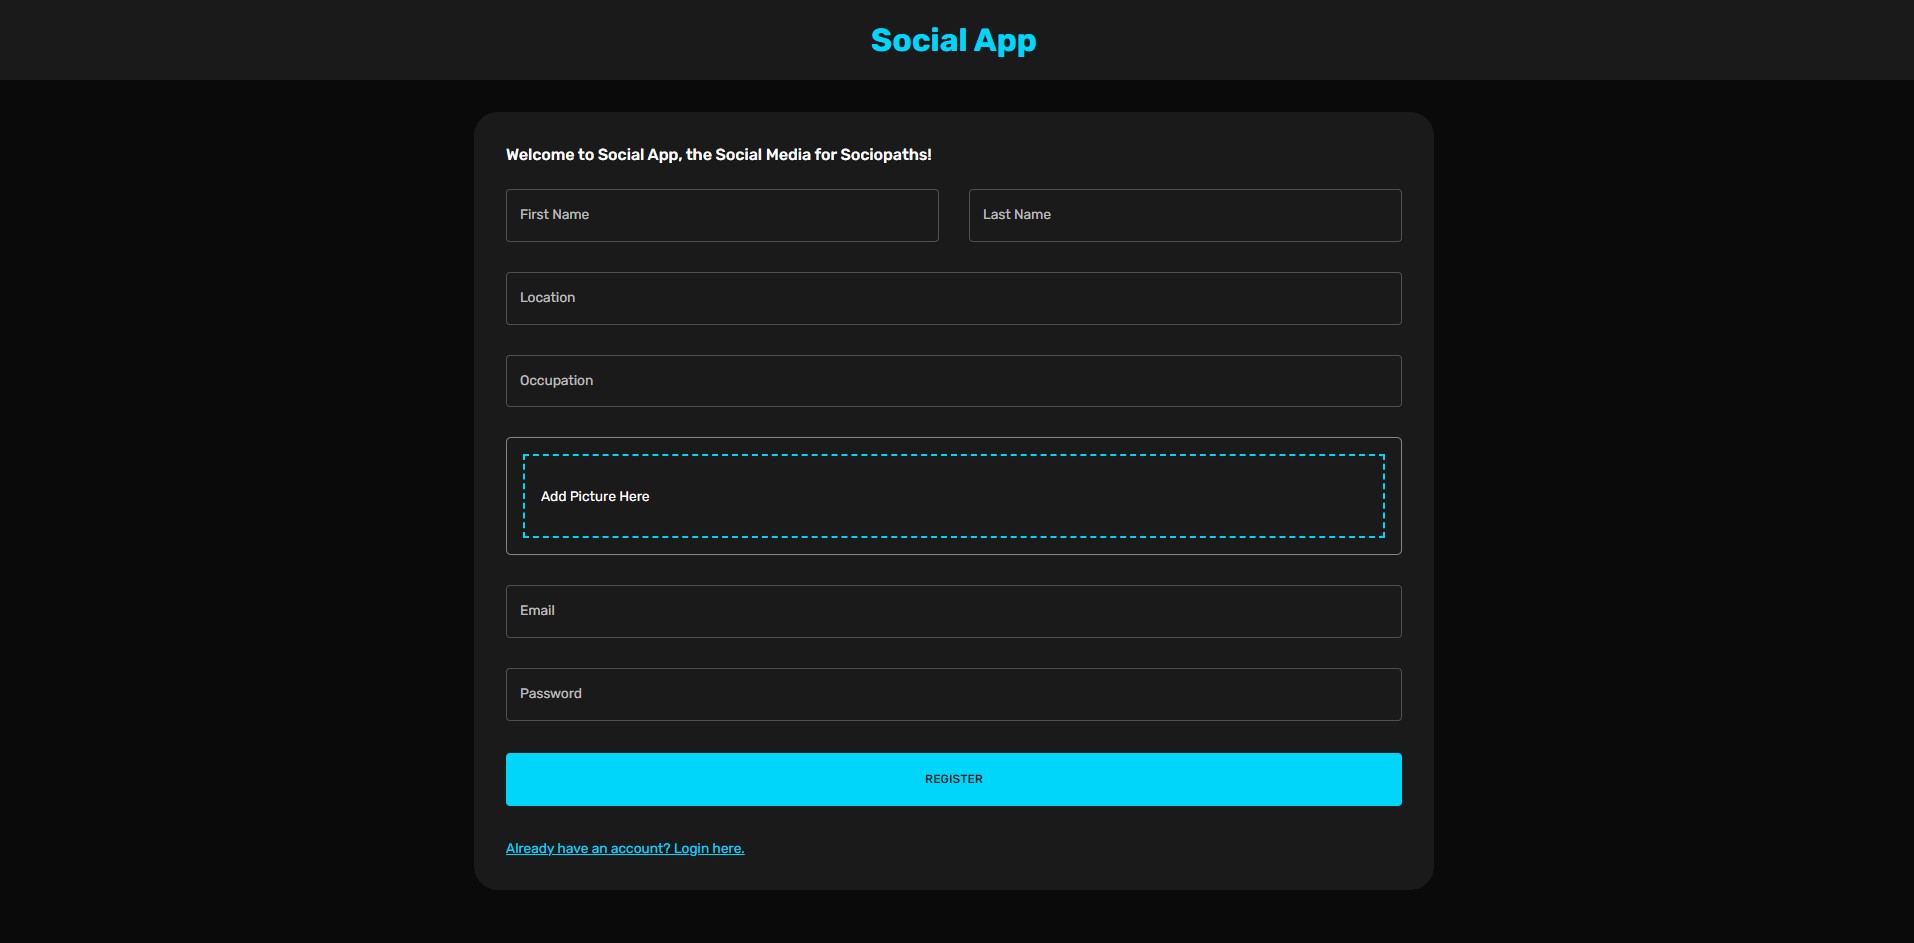 Social App
Welcome to Social App, the Social Media for Sociopaths!
First Name
Last Name
Location
Occupation
Add Picture Here
Email
Password
REGISTER
Already have an account? Login here.